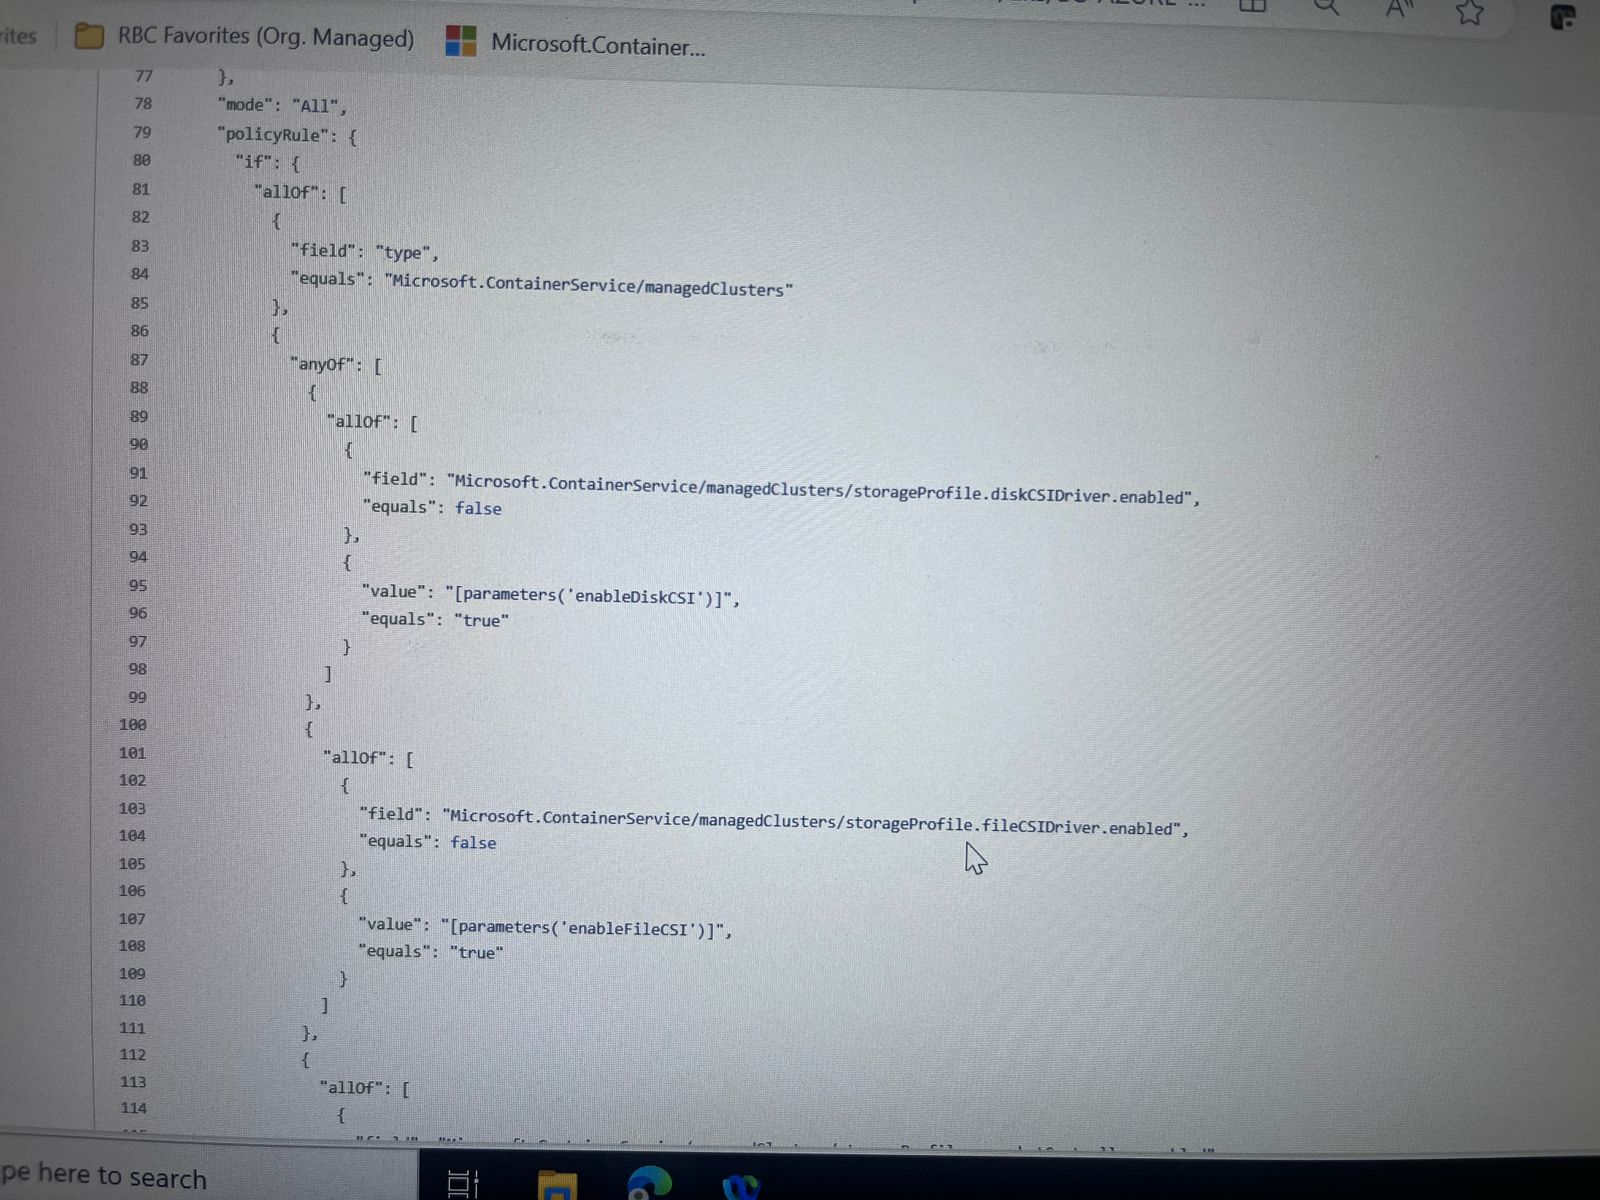 rites
RBC Favorites (Org. Managed)
Microsoft.Container...
77 },
78 "mode": "All",
79 "policyRule": {
80 "if": {
81 "allOf": [
82 {
83 "field": "type",
84 "equals": "Microsoft.ContainerService/managedClusters"
85 },
86 {
87 "anyOf": [
88 {
89 "allOf": [
90 {
91 "field": "Microsoft.ContainerService/managedClusters/storageProfile.diskCSIDriver.enabled",
92 "equals": false
93 },
94 {
95 "value": "[parameters('enableDiskCSI')]",
96 "equals": "true"
97 }
98 ]
99 },
100 {
101 "allOf": [
102 {
103 "field": "Microsoft.ContainerService/managedClusters/storageProfile.fileCSIDriver.enabled",
104 "equals": false
105 },
106 {
107 "value": "[parameters('enableFileCSI')]",
108 "equals": "true"
109 }
110 ]
111 },
112 {
113 "allOf": [
114 {
pe here to search